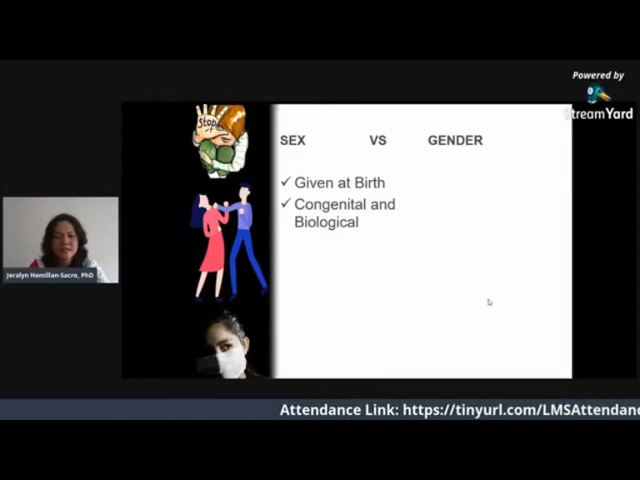 Powered by
StreamYard
Stop!
SEX VS GENDER
✓ Given at Birth
✓ Congenital and
Biological
Jeralyn Hemillan-Sacro, PhD
Attendance Link: https://tinyurl.com/LMSAttendanc